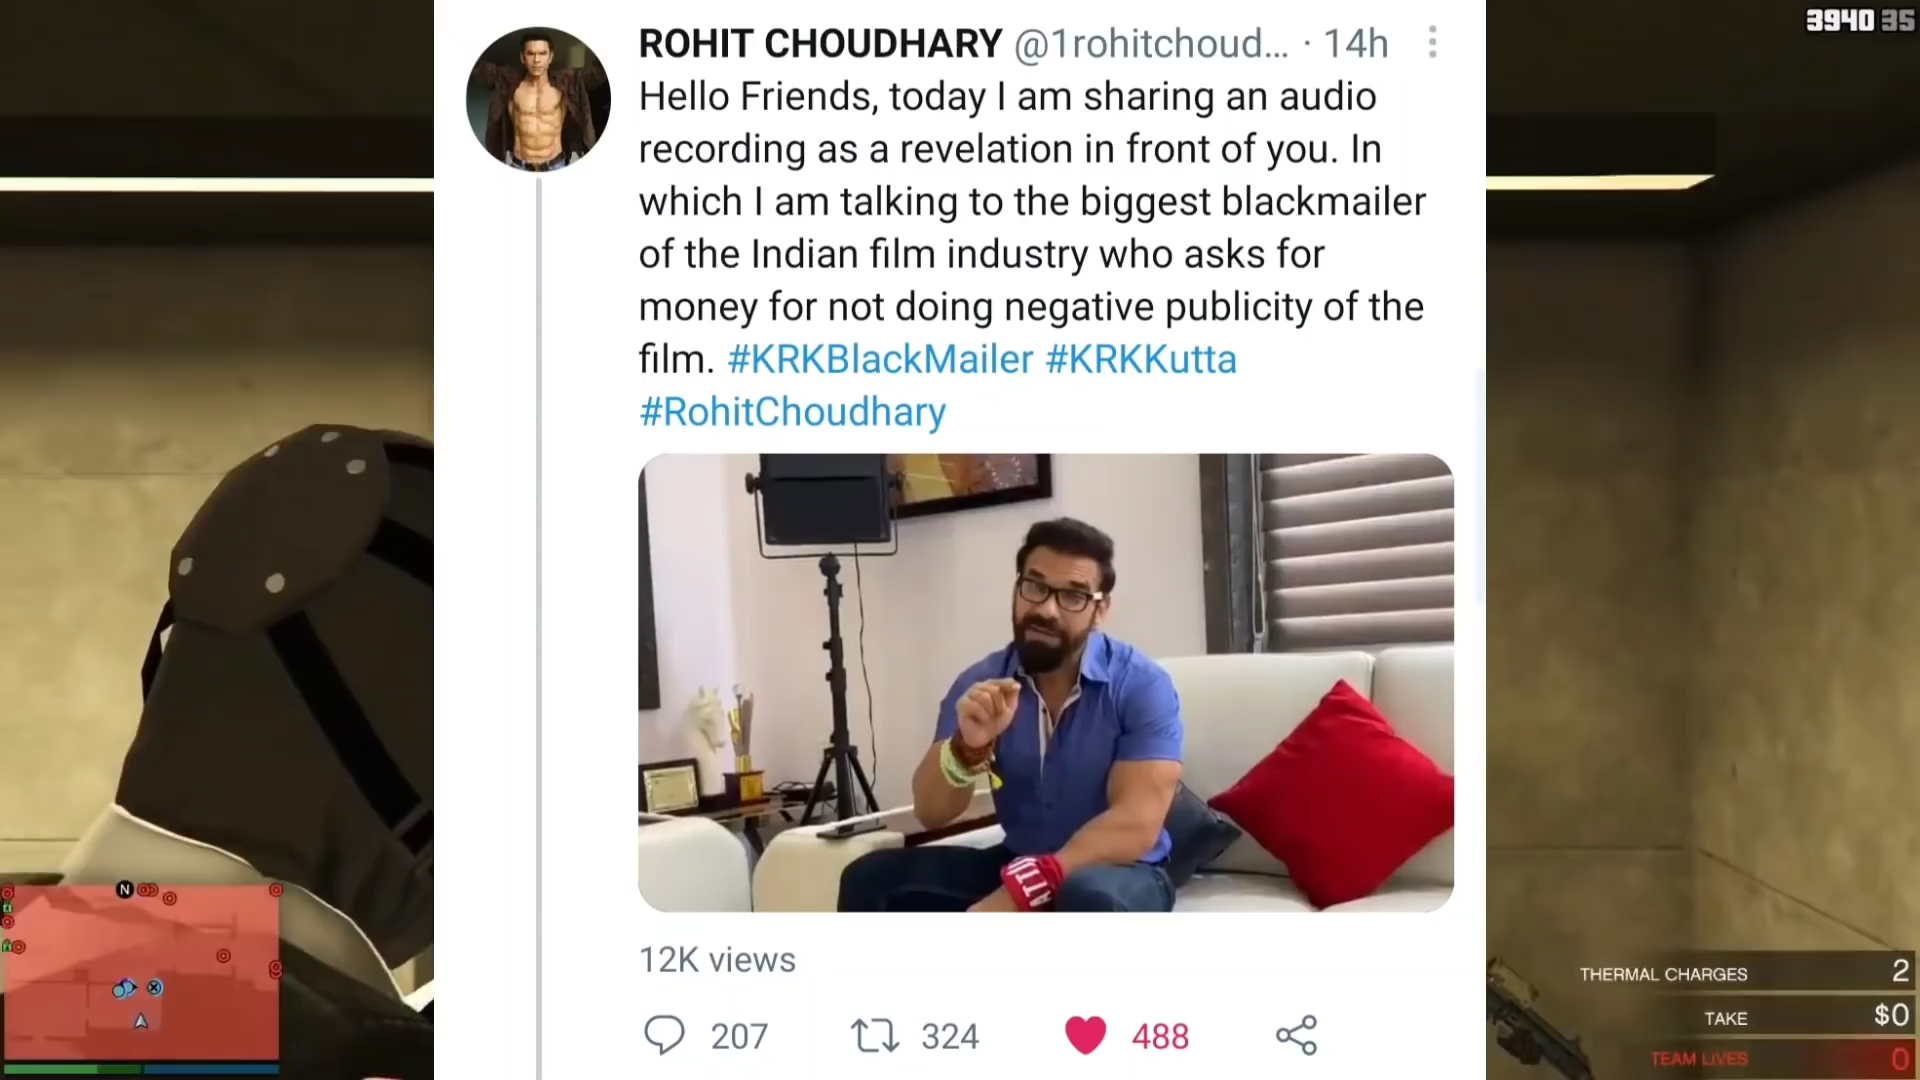 3940 35
ROHIT CHOUDHARY @1rohitchoud... · 14h
Hello Friends, today I am sharing an audio
recording as a revelation in front of you. In
which I am talking to the biggest blackmailer
of the Indian film industry who asks for
money for not doing negative publicity of the
film. #KRKBlackMailer #KRKKutta
#RohitChoudhary
ATTI
12K views
207 324 488
N
THERMAL CHARGES 2
TAKE $0
TEAM LIVES 0